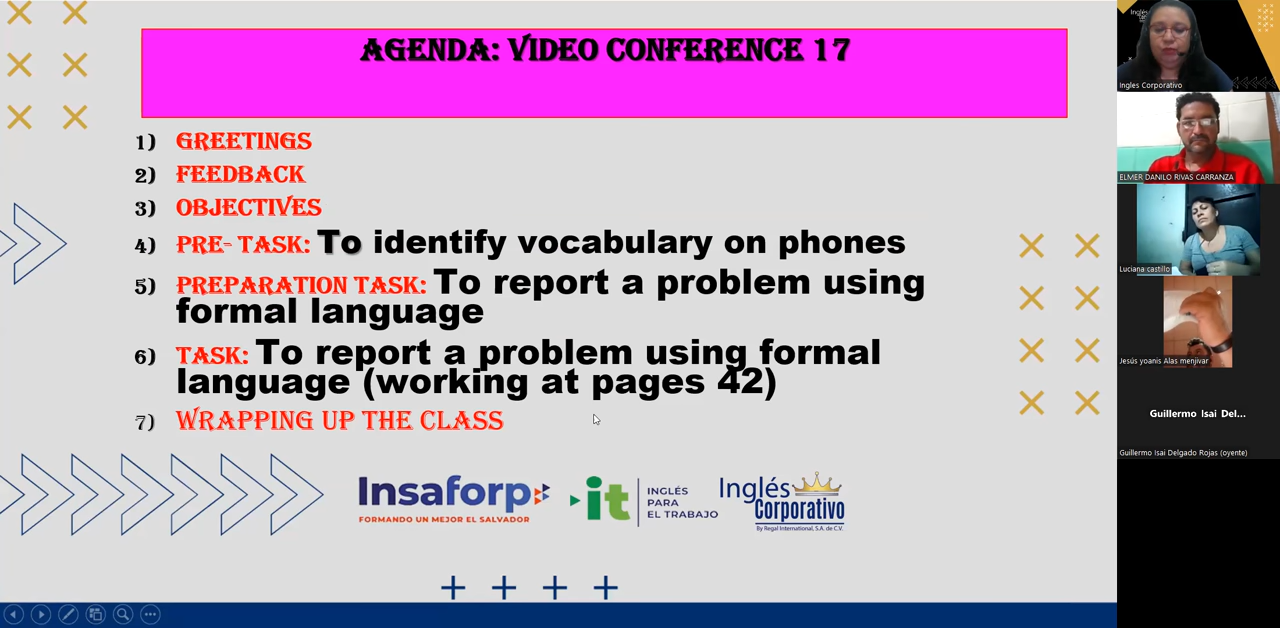 AGENDA: VIDEO CONFERENCE 17
1) GREETINGS
2) FEEDBACK
3) OBJECTIVES
4) PRE- TASK: To identify vocabulary on phones
5) PREPARATION TASK: To report a problem using
formal language
6) TASK: To report a problem using formal
language (working at pages 42)
7) WRAPPING UP THE CLASS
Insaforp
FORMANDO UN MEJOR EL SALVADOR
it
INGLÉS
PARA
EL TRABAJO
Inglés
Corporativo
By Regal International, S.A. de C.V.
Ingles Corporativo
ELMER DANILO RIVAS CARRANZA
Luciana castillo
Jesús yoanis Alas menjivar
Guillermo Isai Del...
Guillermo Isai Delgado Rojas (oyente)